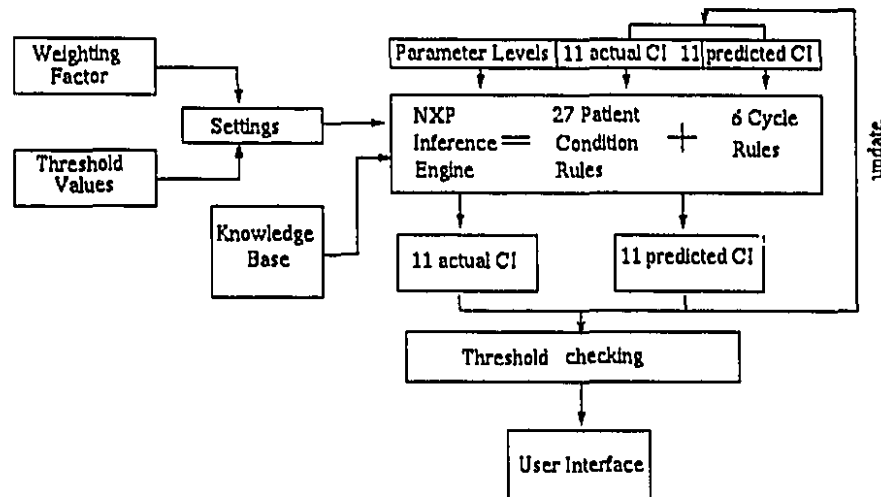 Parameter Levels 11 actual CI 11 predicted CI
Weighting
Factor
Settings
Threshold
Values
NXP
Inference
Engine
=
27 Patient
Condition
Rules
+
6 Cycle
Rules
update
Knowledge
Base
11 actual CI
11 predicted CI
Threshold checking
User Interface